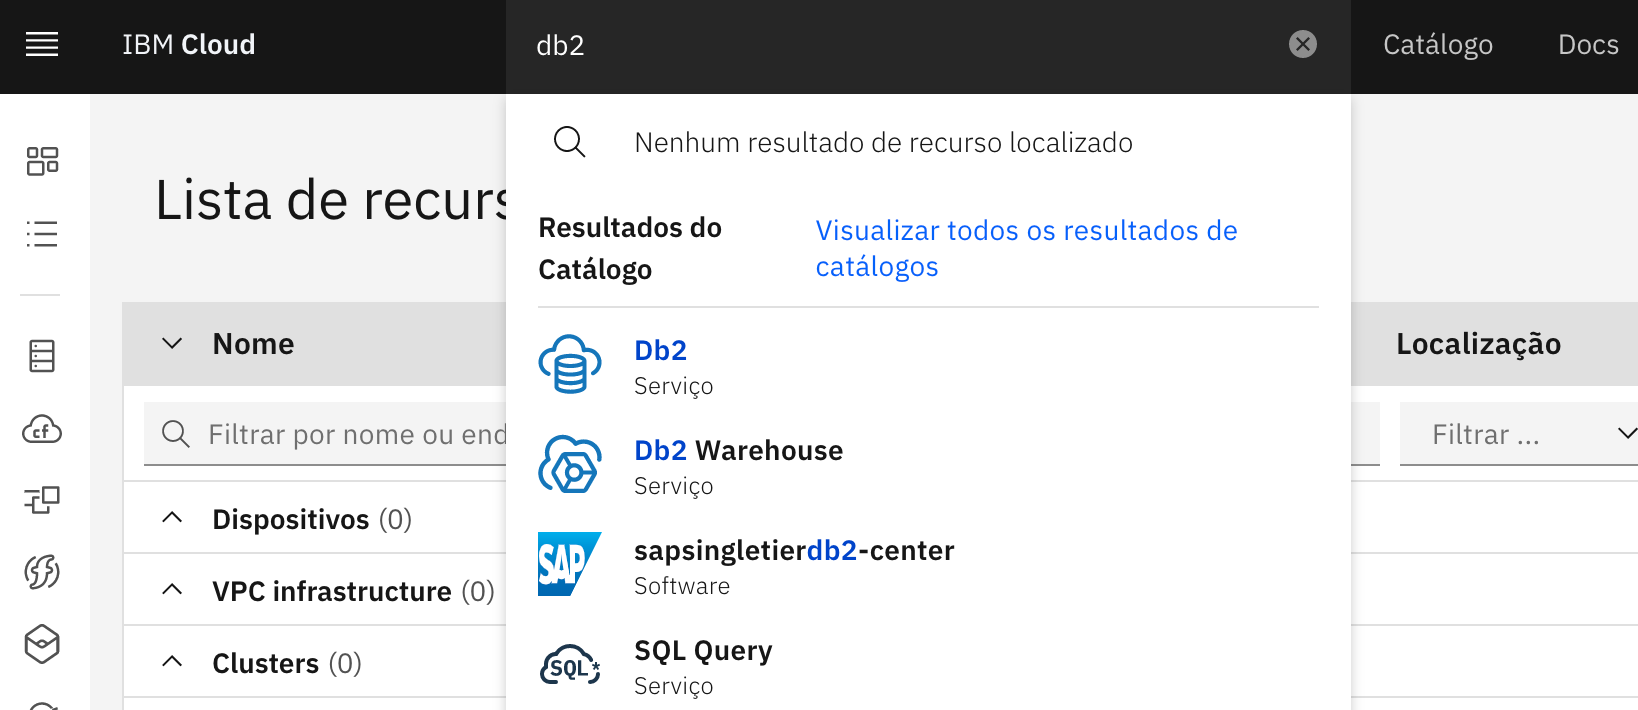 IBM Cloud
db2
Catálogo
Docs
Nenhum resultado de recurso localizado
Lista de recurs
Resultados do
Catálogo
Visualizar todos os resultados de
catálogos
Nome
Localização
Filtrar por nome ou end
Filtrar ...
Db2
Serviço
Db2 Warehouse
Serviço
SAP
sapsingletierdb2-center
Software
SQL*
SQL Query
Serviço
cf
Dispositivos (0)
VPC infrastructure (0)
Clusters (0)